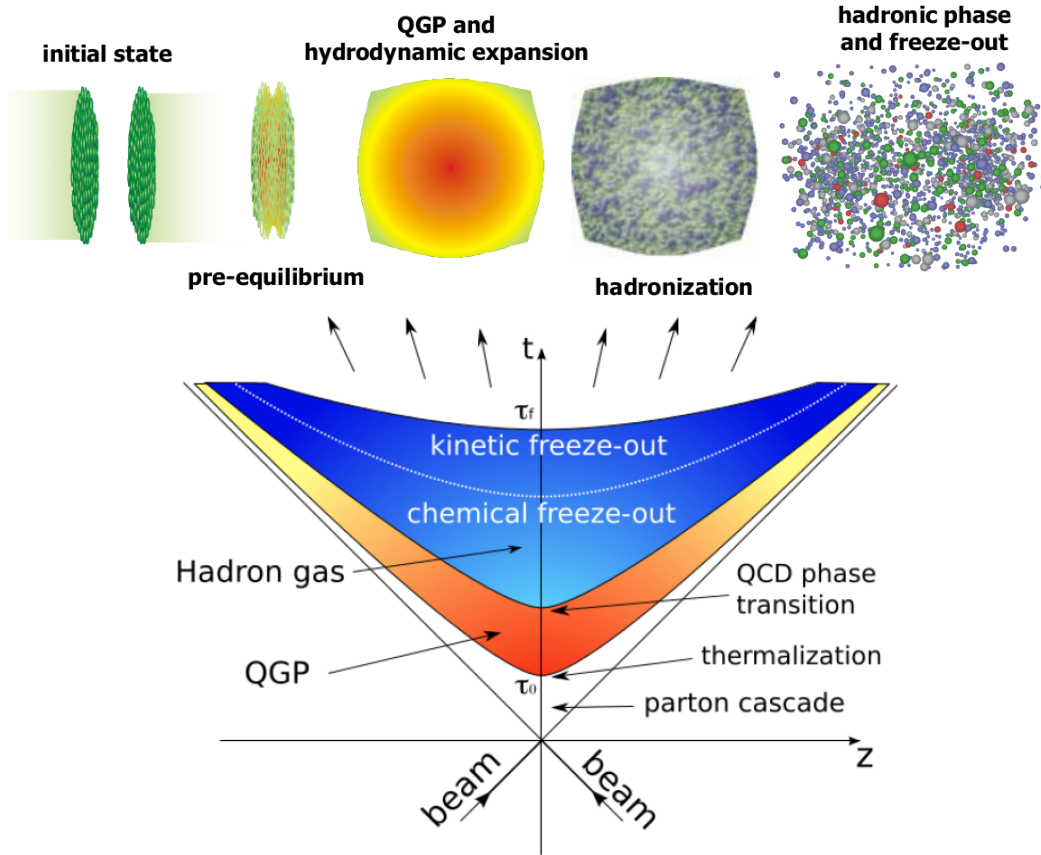 initial state
QGP and
hydrodynamic expansion
hadronic phase
and freeze-out
pre-equilibrium
hadronization
t
τf
kinetic freeze-out
chemical freeze-out
Hadron gas
QCD phase
transition
QGP
thermalization
τ0
parton cascade
z
beam
beam